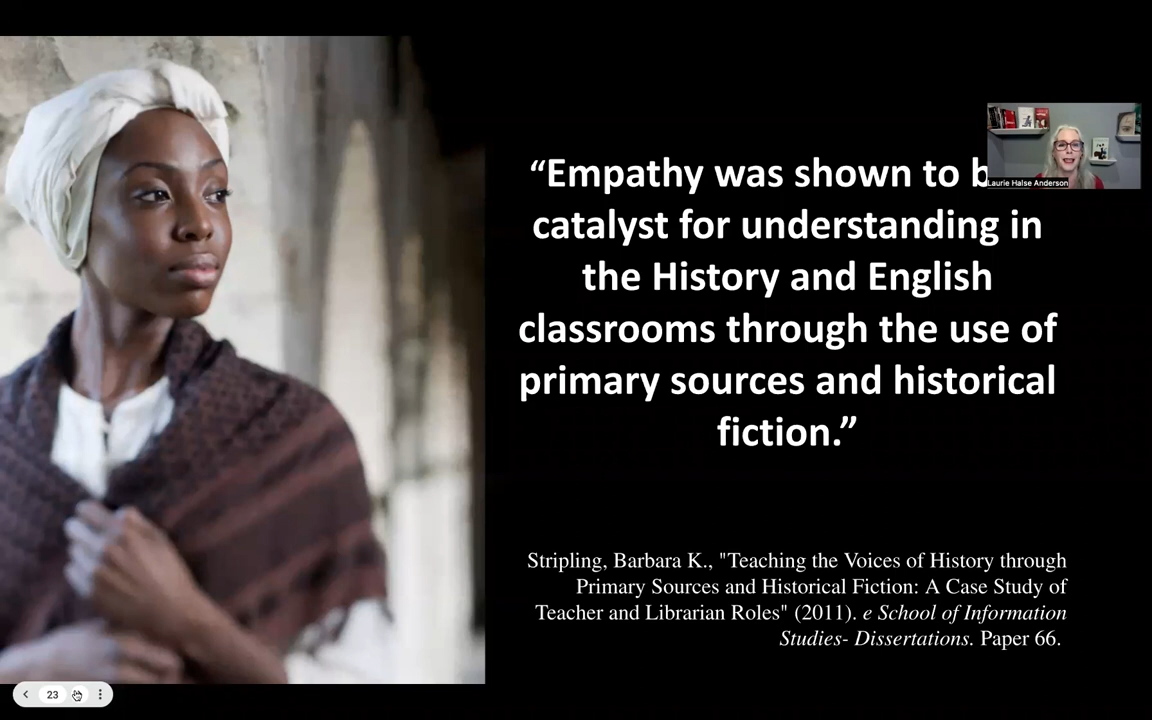 “Empathy was shown to
catalyst for understanding in
the History and English
classrooms through the use of
primary sources and historical
fiction.”
Laurie Halse Anderson
Stripling, Barbara K., "Teaching the Voices of History through
Primary Sources and Historical Fiction: A Case Study of
Teacher and Librarian Roles" (2011). e School of Information
Studies- Dissertations. Paper 66.
23